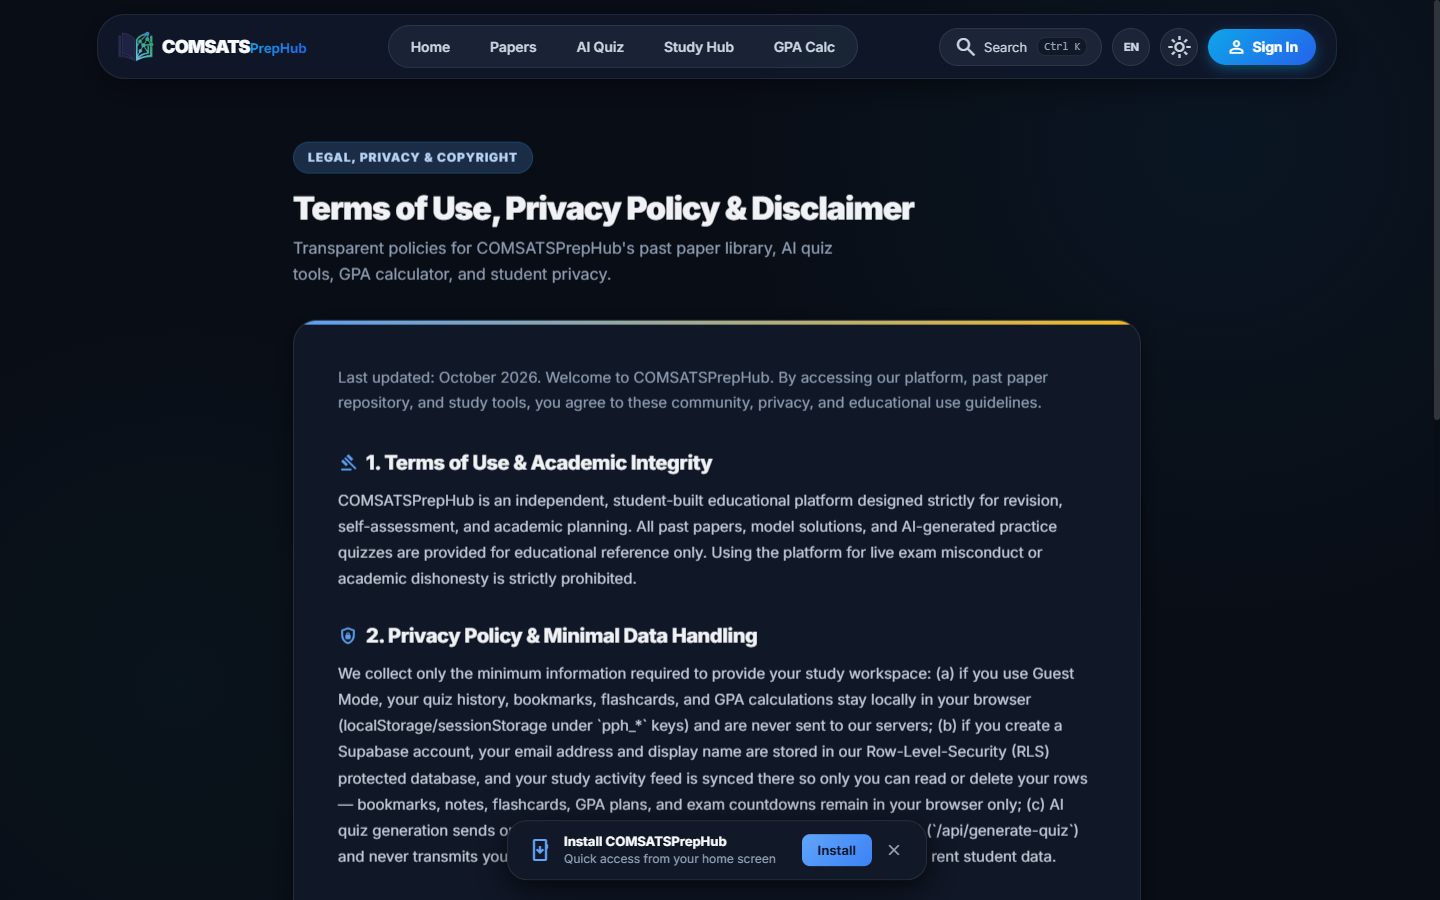 COMSATSPrepHub
Home
Papers
AI Quiz
Study Hub
GPA Calc
Search
Ctrl K
EN
Sign In
LEGAL, PRIVACY & COPYRIGHT
Terms of Use, Privacy Policy & Disclaimer
Transparent policies for COMSATSPrepHub's past paper library, AI quiz
tools, GPA calculator, and student privacy.
Last updated: October 2026. Welcome to COMSATSPrepHub. By accessing our platform, past paper
repository, and study tools, you agree to these community, privacy, and educational use guidelines.
1. Terms of Use & Academic Integrity
COMSATSPrepHub is an independent, student-built educational platform designed strictly for revision,
self-assessment, and academic planning. All past papers, model solutions, and AI-generated practice
quizzes are provided for educational reference only. Using the platform for live exam misconduct or
academic dishonesty is strictly prohibited.
2. Privacy Policy & Minimal Data Handling
We collect only the minimum information required to provide your study workspace: (a) if you use Guest
Mode, your quiz history, bookmarks, flashcards, and GPA calculations stay locally in your browser
(localStorage/sessionStorage under `pph_*` keys) and are never sent to our servers; (b) if you create a
Supabase account, your email address and display name are stored in our Row-Level-Security (RLS)
protected database, and your study activity feed is synced there so only you can read or delete your rows
— bookmarks, notes, flashcards, GPA plans, and exam countdowns remain in your browser only; (c) AI
quiz generation sends (`/api/generate-quiz`)
and never transmits student data.
Install COMSATSPrepHub
Quick access from your home screen
Install